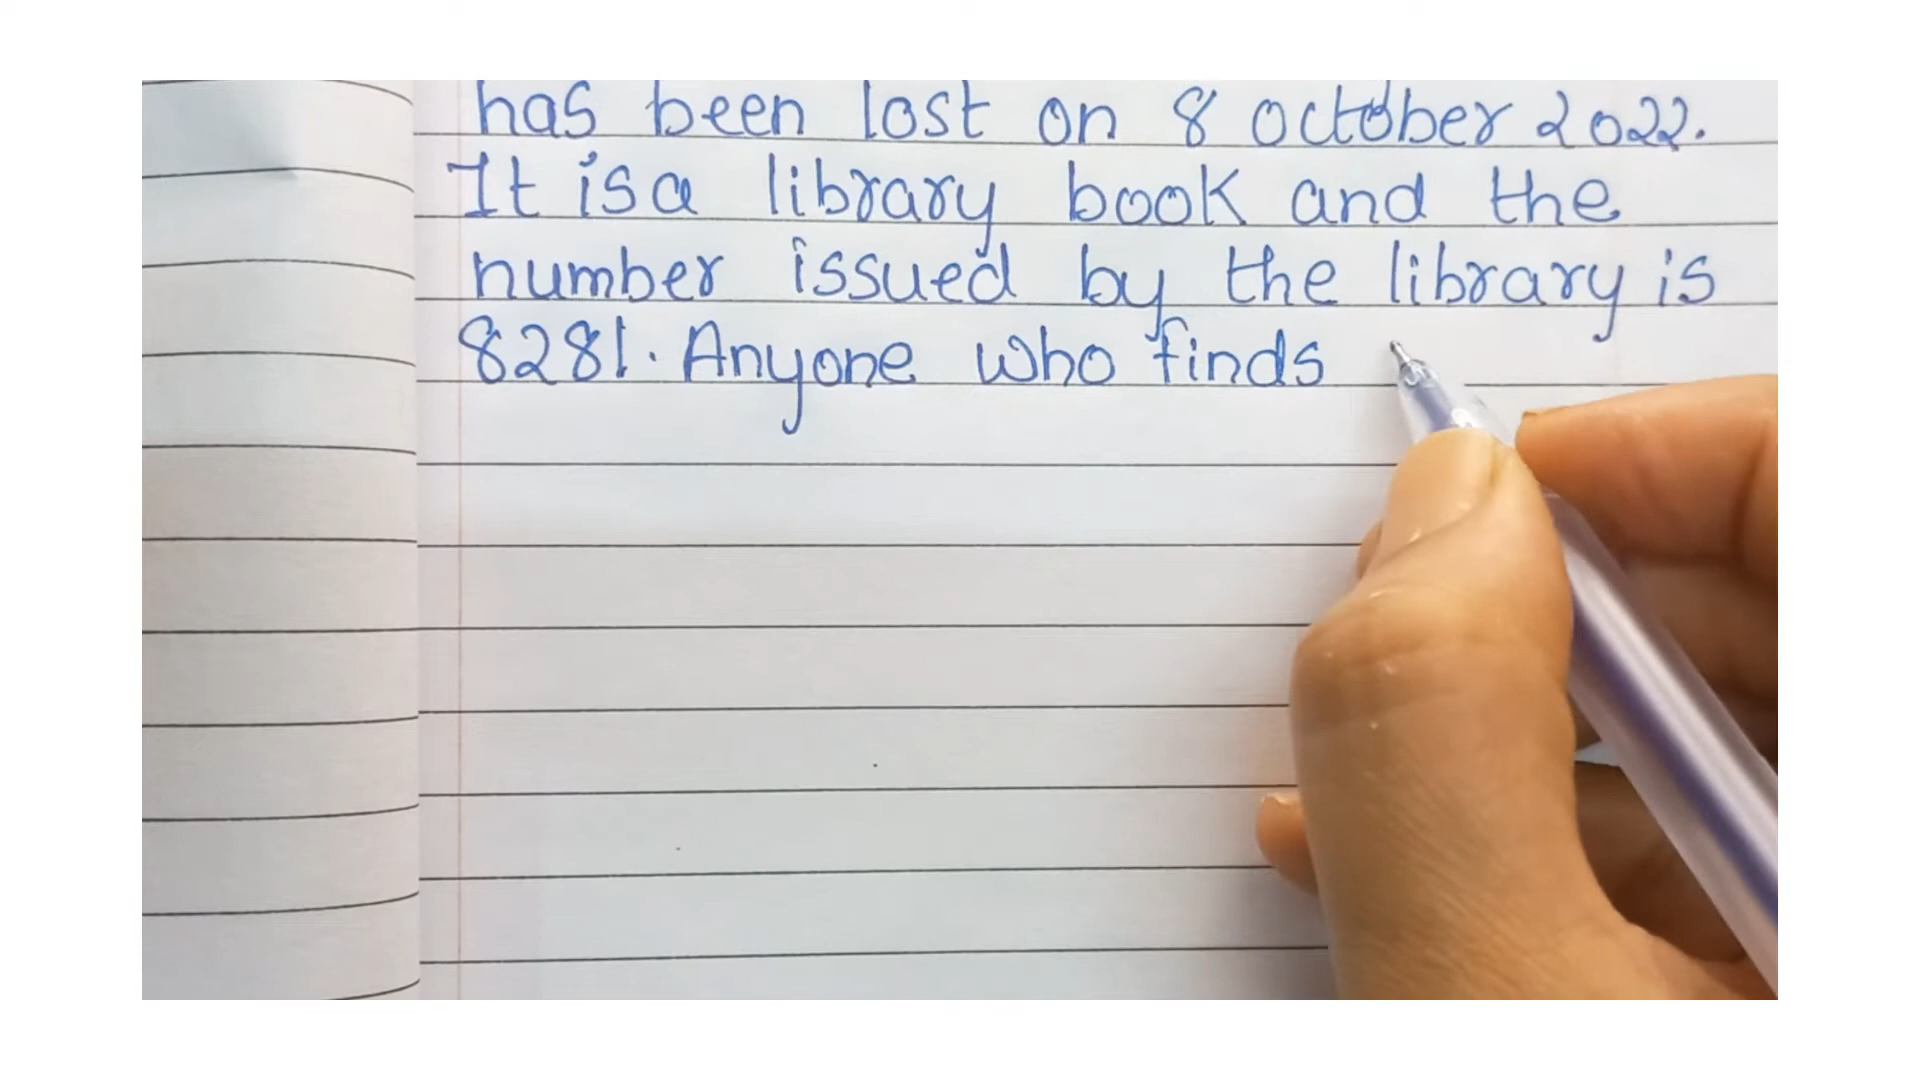 has been lost on 8 october 2022.
It is a library book and the
number issued by the library is
8281. Anyone who finds